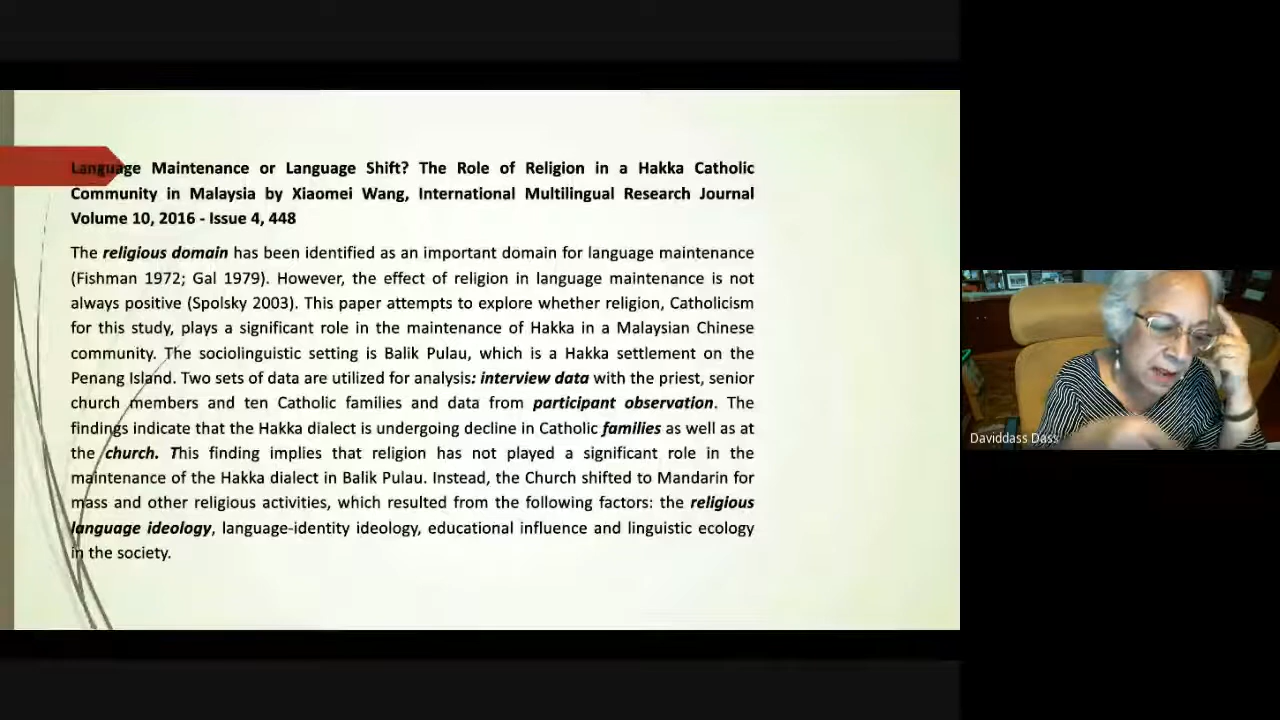 Language Maintenance or Language Shift? The Role of Religion in a Hakka Catholic
Community in Malaysia by Xiaomei Wang, International Multilingual Research Journal
Volume 10, 2016 - Issue 4, 448
The religious domain has been identified as an important domain for language maintenance
(Fishman 1972; Gal 1979). However, the effect of religion in language maintenance is not
always positive (Spolsky 2003). This paper attempts to explore whether religion, Catholicism
for this study, plays a significant role in the maintenance of Hakka in a Malaysian Chinese
community. The sociolinguistic setting is Balik Pulau, which is a Hakka settlement on the
Penang Island. Two sets of data are utilized for analysis: interview data with the priest, senior
church members and ten Catholic families and data from participant observation. The
findings indicate that the Hakka dialect is undergoing decline in Catholic families as well as at
the church. This finding implies that religion has not played a significant role in the
maintenance of the Hakka dialect in Balik Pulau. Instead, the Church shifted to Mandarin for
mass and other religious activities, which resulted from the following factors: the religious
language ideology, language-identity ideology, educational influence and linguistic ecology
in the society.
Daviddass Dass